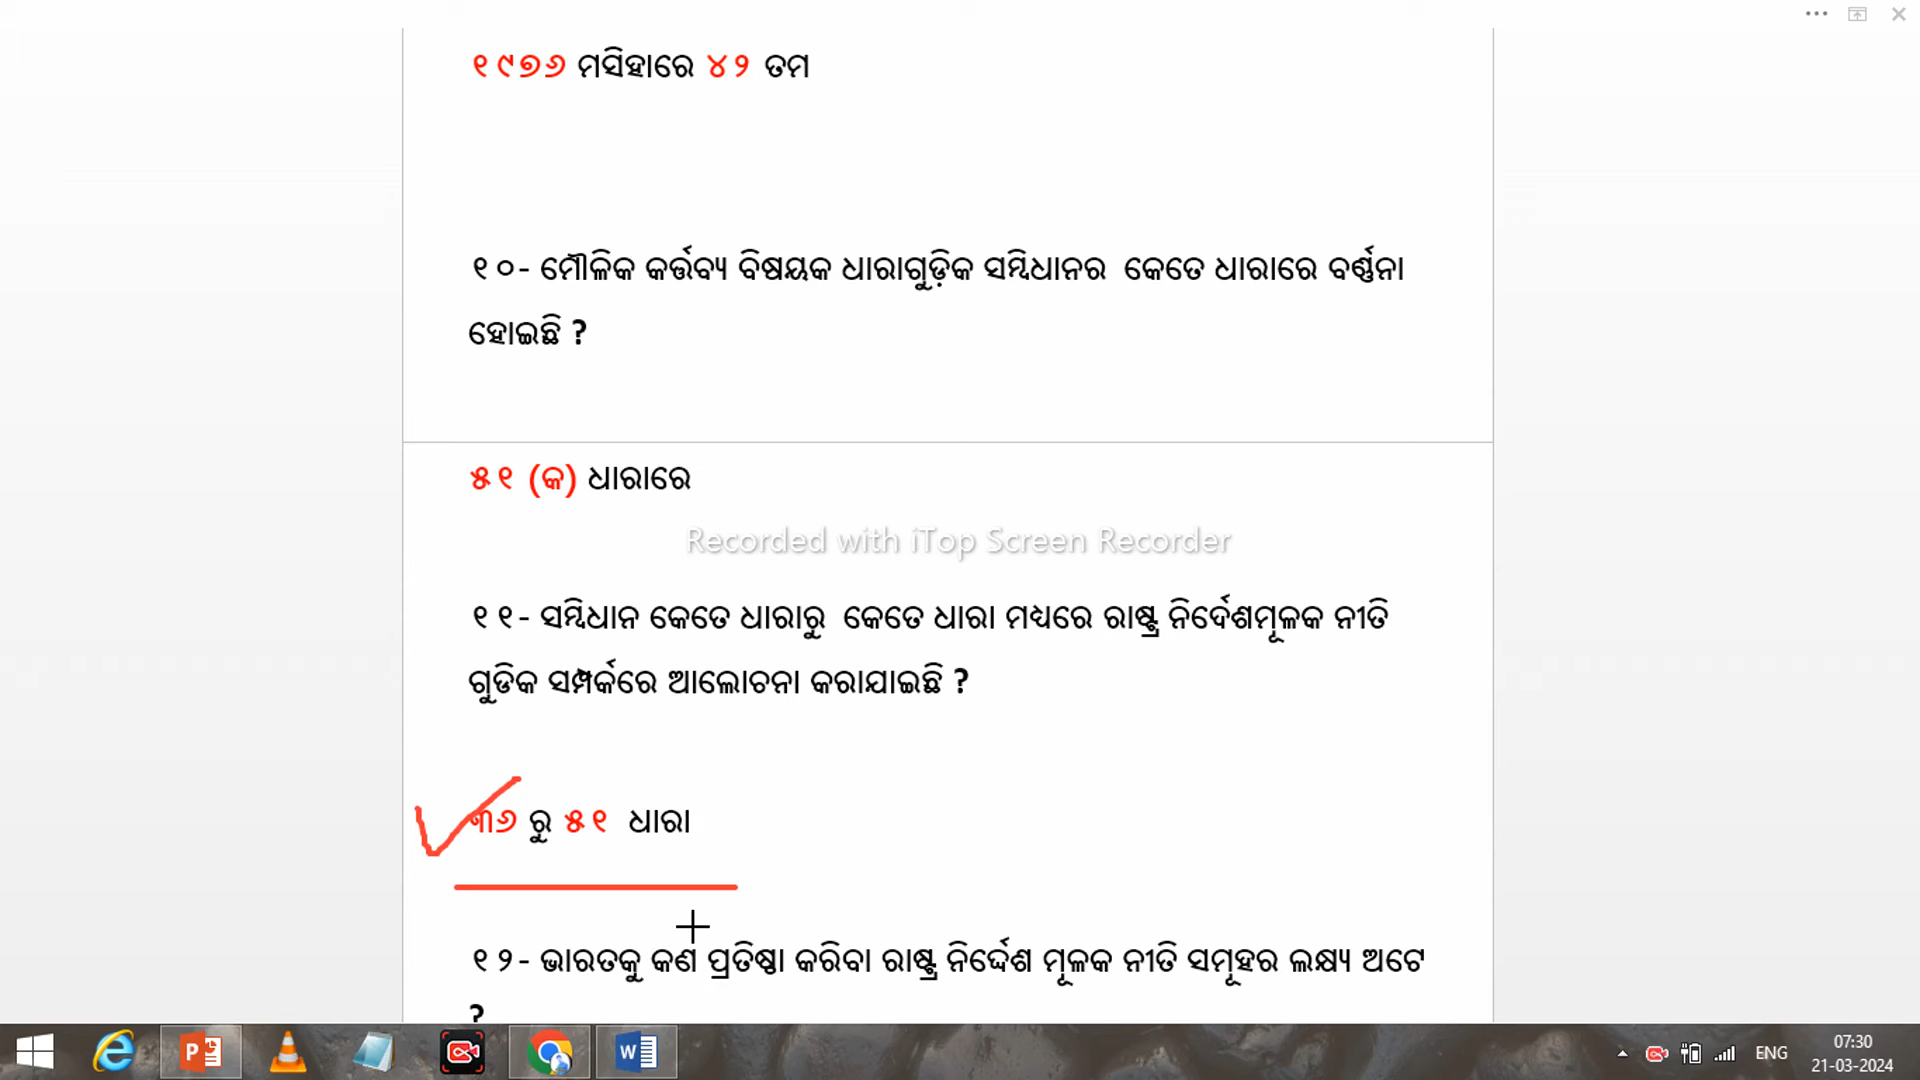 ୧୯୭୬ ମସିହାରେ ୪୨ ତମ
୧୦- ମୌଳିକ କର୍ତ୍ତବ୍ୟ ବିଷୟକ ଧାରାଗୁଡ଼ିକ ସମ୍ବିଧାନର କେତେ ଧାରାରେ ବର୍ଣ୍ଣନା
ହୋଇଛି ?
୫୧ (କ) ଧାରାରେ
Recorded with iTop Screen Recorder
୧୧- ସମ୍ବିଧାନ କେତେ ଧାରାରୁ କେତେ ଧାରା ମଧ୍ୟରେ ରାଷ୍ଟ୍ର ନିର୍ଦେଶମୂଳକ ନୀତି
ଗୁଡିକ ସମ୍ପର୍କରେ ଆଲୋଚନା କରାଯାଇଛି ?
୩୬ ରୁ ୫୧ ଧାରା
୧୨- ଭାରତକୁ କଣ ପ୍ରତିଷ୍ଠା କରିବା ରାଷ୍ଟ୍ର ନିର୍ଦ୍ଦେଶ ମୂଳକ ନୀତି ସମୂହର ଲକ୍ଷ୍ୟ ଅଟେ
?
ENG
07:30
21-03-2024